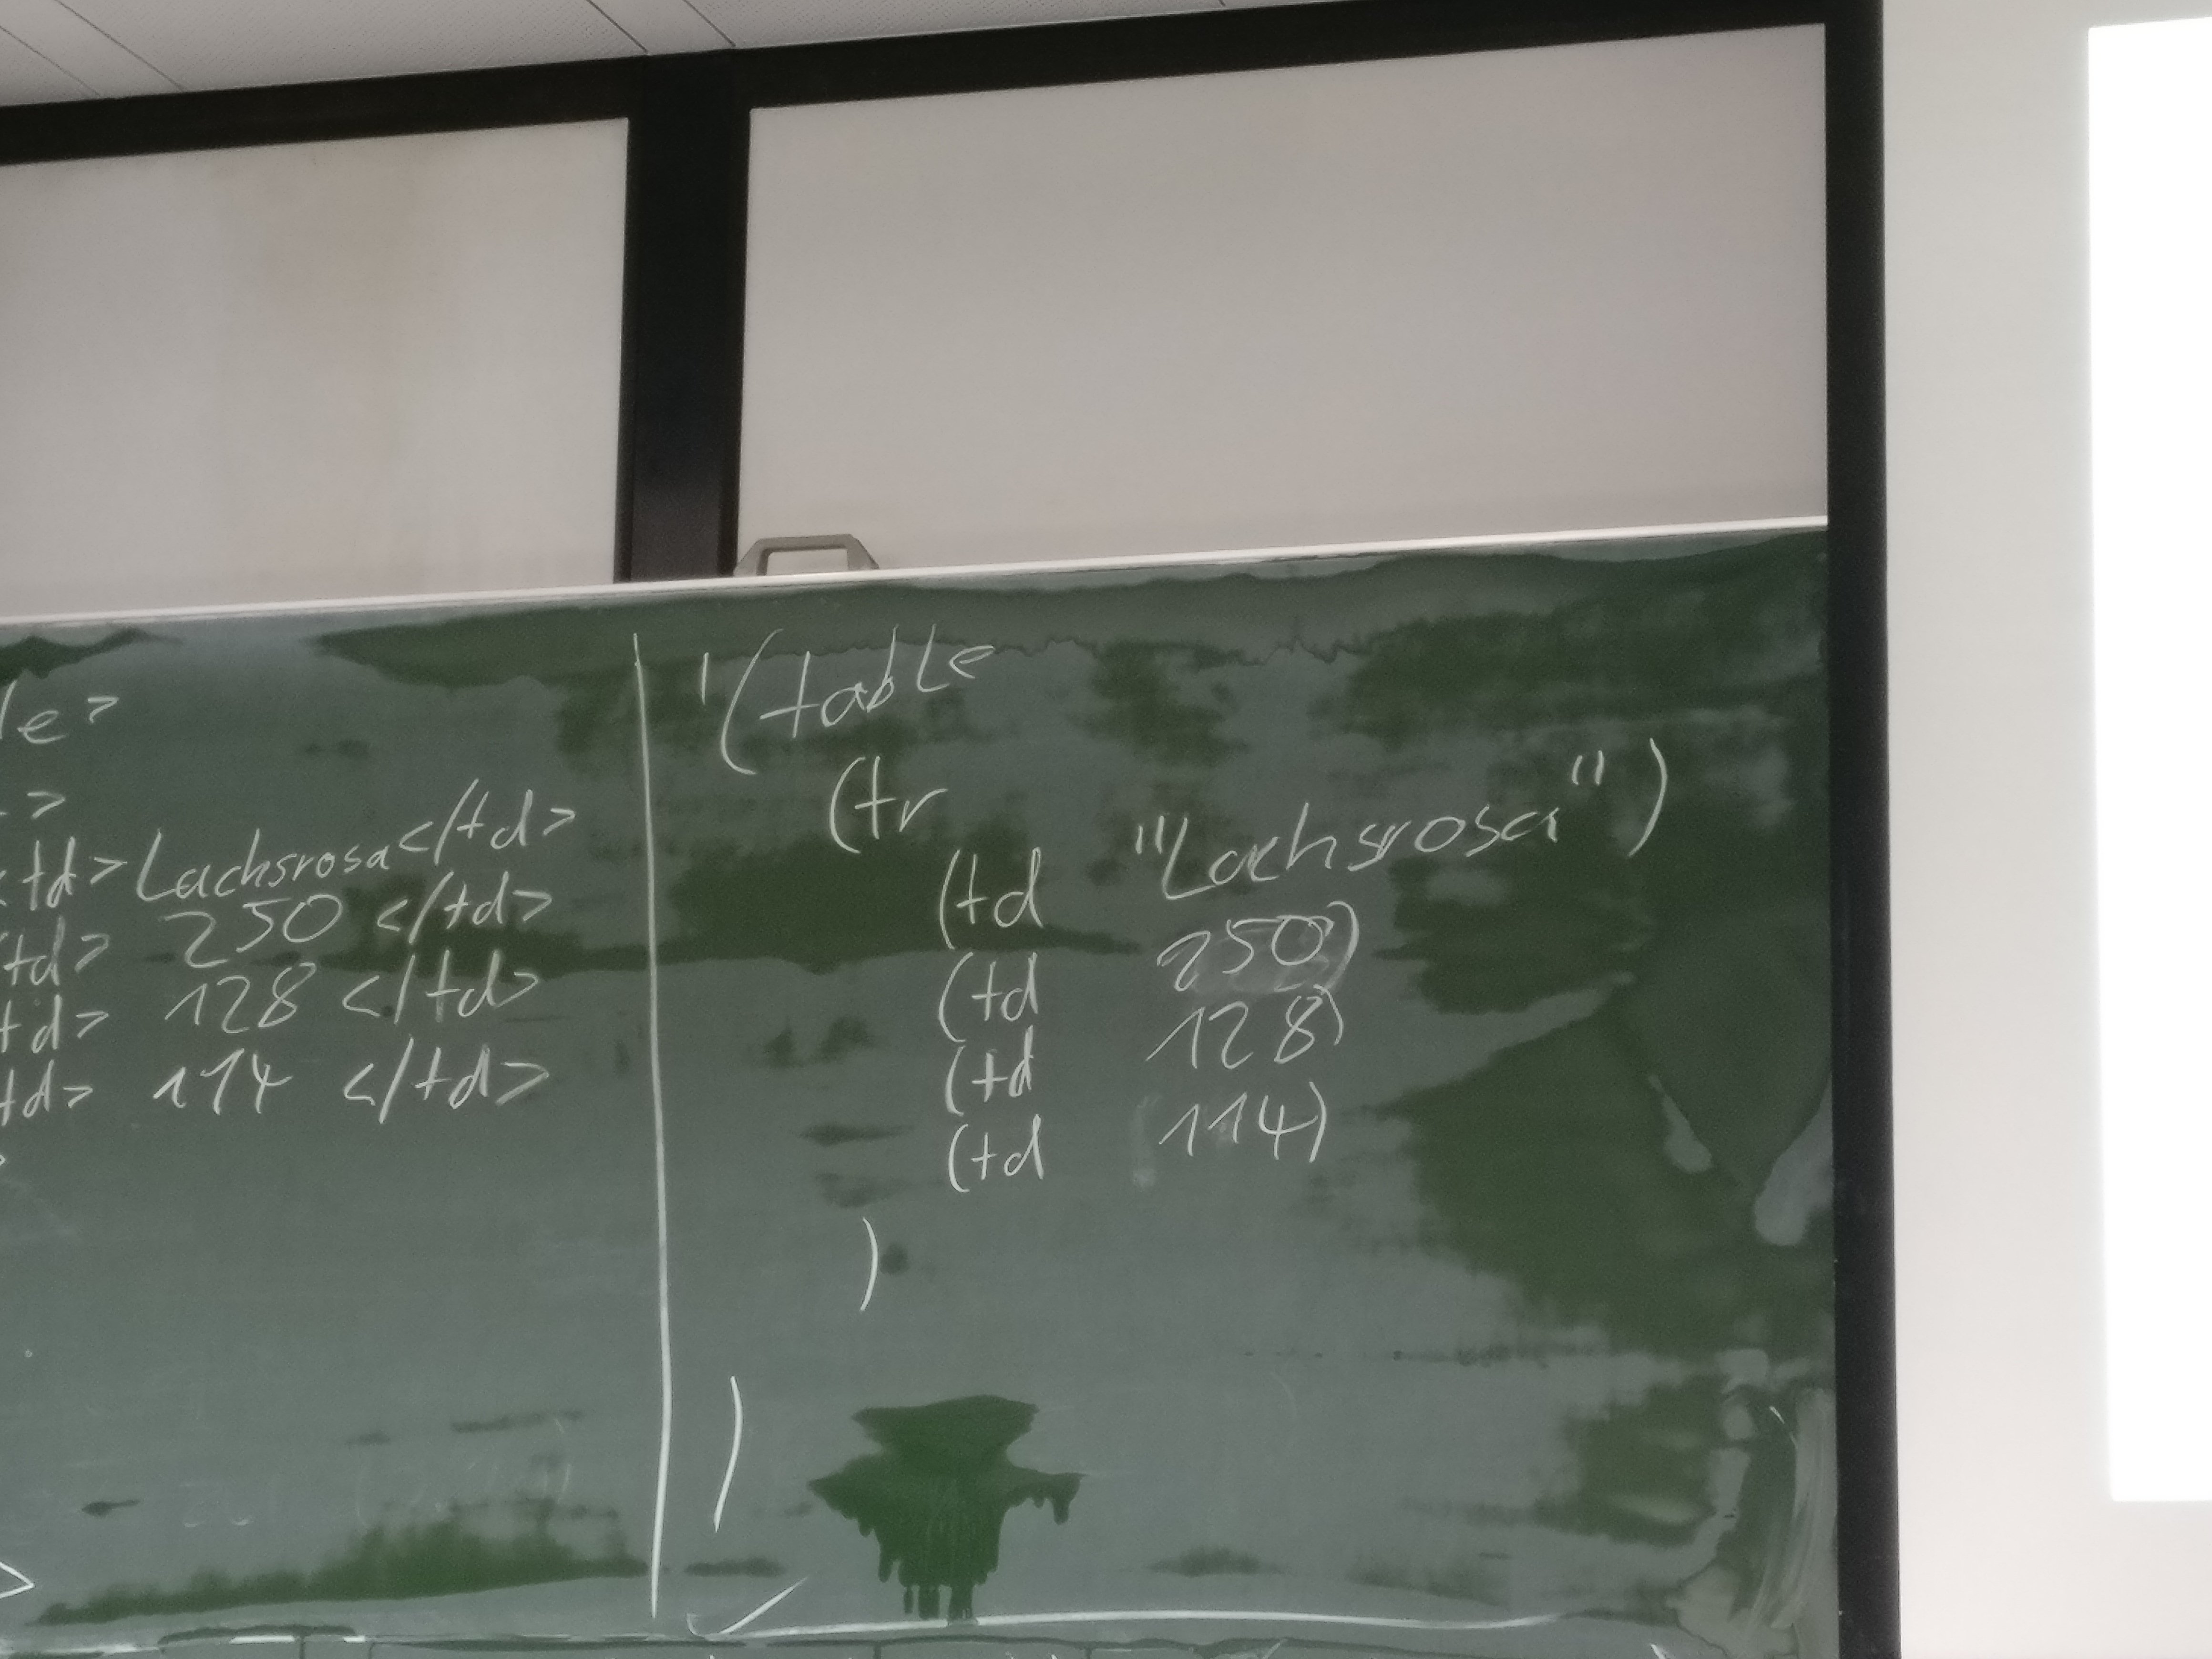 le>
>
<td>Lachsrosa</td>
<td> 250 </td>
td> 128 </td>
td> 114 </td>
>
>
'(table
(tr
(td "Lachsrosa")
(td 250)
(td 128)
(td 114)
)
)